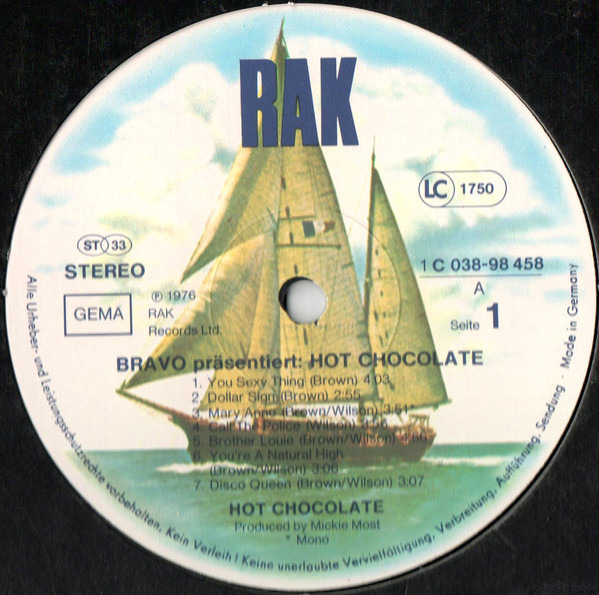 RAK
LC 1750
ST 33
STEREO
1 C 038-98 458
A
Seite 1
GEMA
℗ 1976
RAK
Records Ltd.
BRAVO präsentiert: HOT CHOCOLATE
1. You Sexy Thing (Brown) 4:03
2. Dollar Sign (Brown) 2:55
3. Mary Anne (Brown/Wilson) 3:51*
4. Call The Police (Wilson) 3:56
5. Brother Louie (Brown/Wilson)
6. You're A Natural High
(Brown/Wilson) 3:06
7. Disco Queen (Brown/Wilson) 3:07
HOT CHOCOLATE
Produced by Mickie Most
* Mono
Alle Urheber- und Leistungsschutzrechte vorbehalten. Kein Verleih! Keine unerlaubte Vervielfältigung, Verbreitung, Aufführung, Sendung · Made in Germany